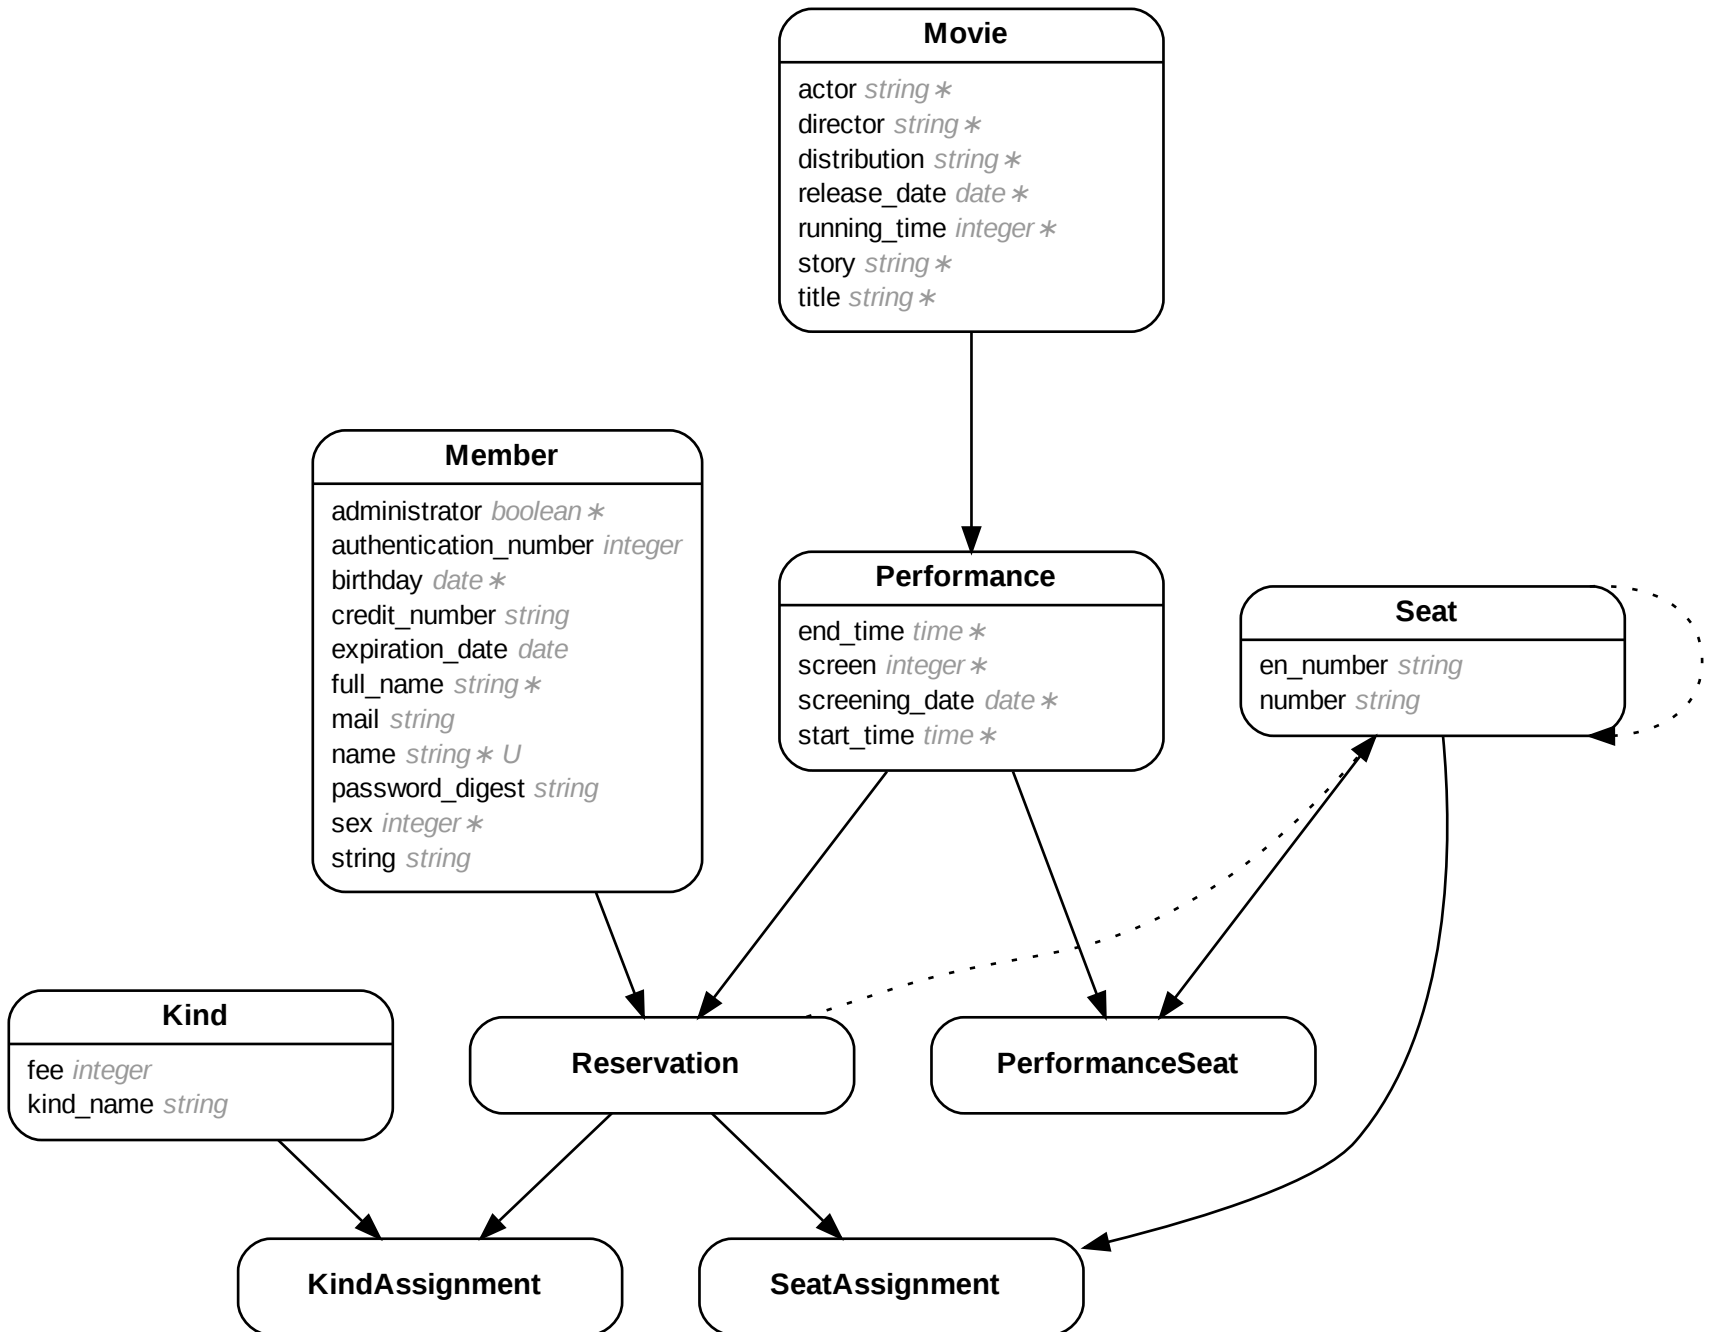 Movie
actor string∗
director string∗
distribution string∗
release_date date∗
running_time integer∗
story string∗
title string∗
Member
administrator boolean∗
authentication_number integer
birthday date∗
credit_number string
expiration_date date
full_name string∗
mail string
name string∗ U
password_digest string
sex integer∗
string string
Performance
end_time time∗
screen integer∗
screening_date date∗
start_time time∗
Seat
en_number string
number string
Kind
fee integer
kind_name string
Reservation
PerformanceSeat
KindAssignment
SeatAssignment